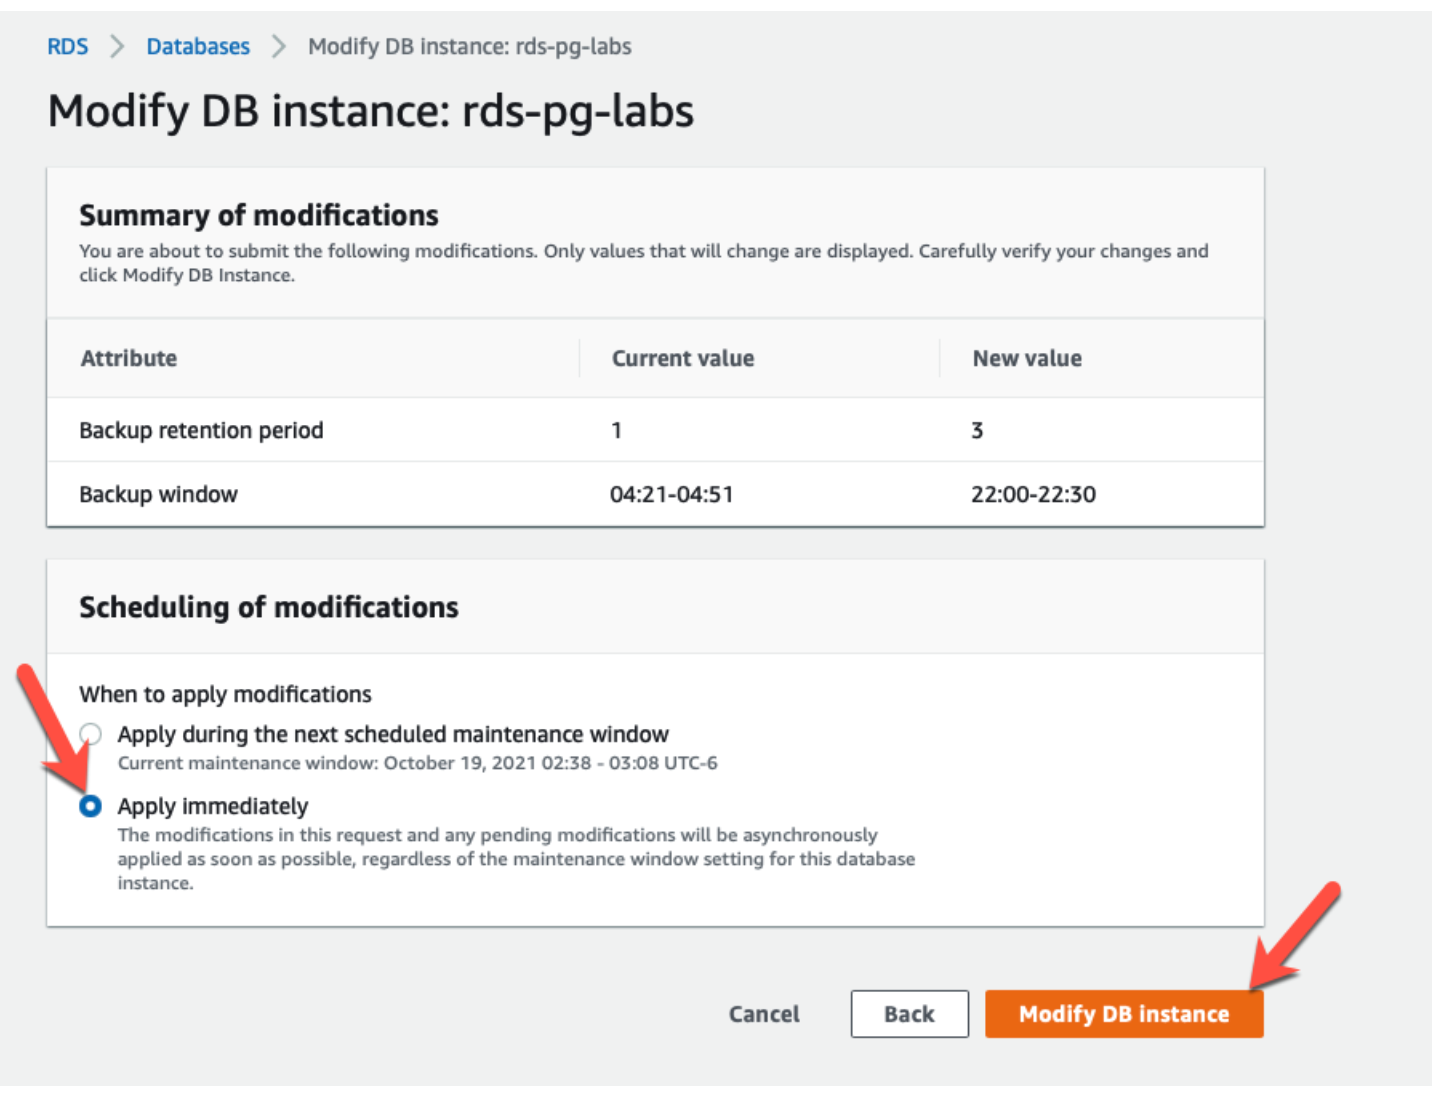 RDS > Databases > Modify DB instance: rds-pg-labs
Modify DB instance: rds-pg-labs
Summary of modifications
You are about to submit the following modifications. Only values that will change are displayed. Carefully verify your changes and
click Modify DB Instance.
Attribute Current value New value
Backup retention period 1 3
Backup window 04:21-04:51 22:00-22:30
Scheduling of modifications
When to apply modifications
Apply during the next scheduled maintenance window
Current maintenance window: October 19, 2021 02:38 - 03:08 UTC-6
Apply immediately
The modifications in this request and any pending modifications will be asynchronously
applied as soon as possible, regardless of the maintenance window setting for this database
instance.
Cancel Back Modify DB instance